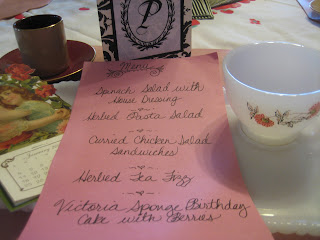 P
Menu
Spinach Salad with
House Dressing
Herbed Pasta Salad
Curried Chicken Salad
Sandwiches
Herbed Tea Fizz
Victoria Sponge Birthday
Cake with Berries